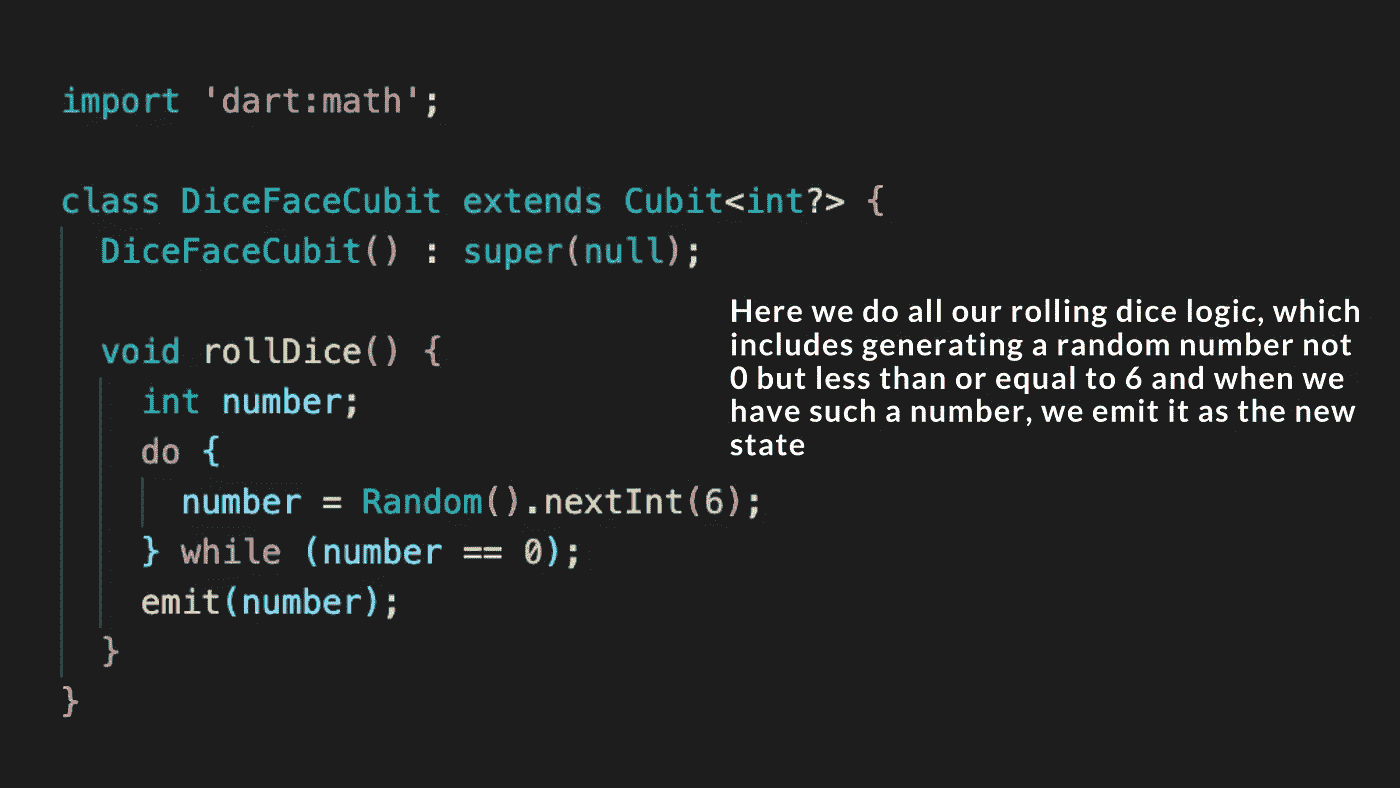 import 'dart:math';
class DiceFaceCubit extends Cubit<int?> {
DiceFaceCubit() : super(null);
void rollDice() {
int number;
do {
number = Random().nextInt(6);
} while (number == 0);
emit(number);
}
}
Here we do all our rolling dice logic, which
includes generating a random number not
0 but less than or equal to 6 and when we
have such a number, we emit it as the new
state